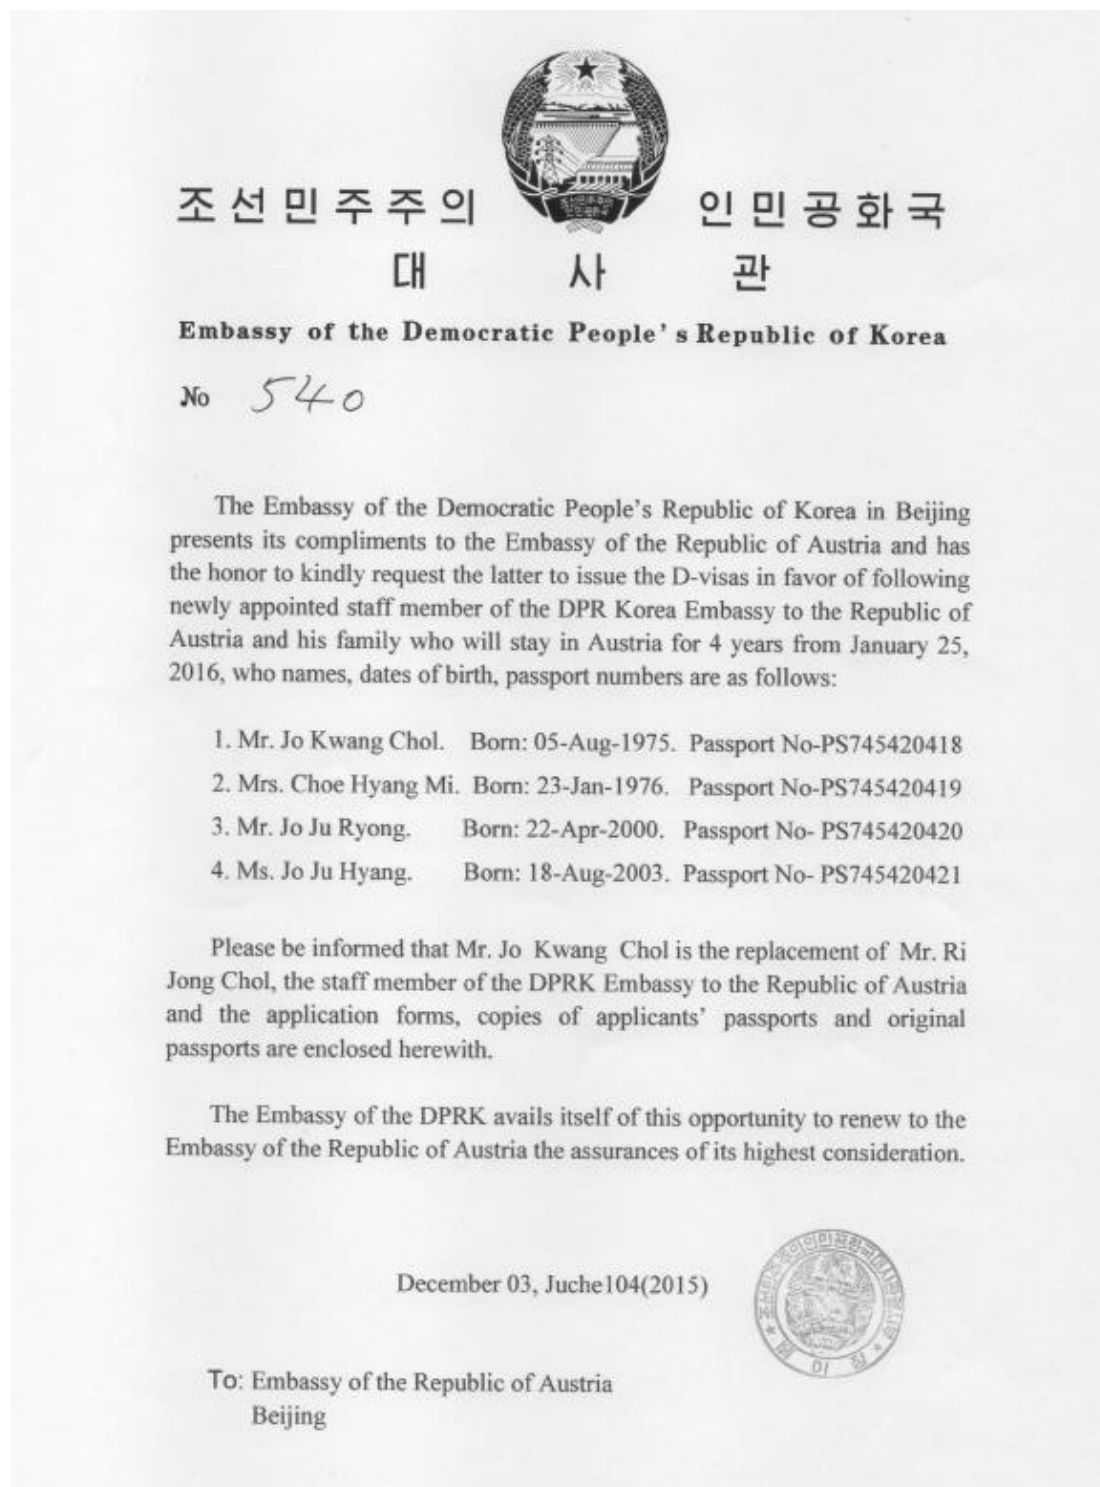 조선민주주의 인민공화국
대 사 관
Embassy of the Democratic People's Republic of Korea
No 540
The Embassy of the Democratic People's Republic of Korea in Beijing
presents its compliments to the Embassy of the Republic of Austria and has
the honor to kindly request the latter to issue the D-visas in favor of following
newly appointed staff member of the DPR Korea Embassy to the Republic of
Austria and his family who will stay in Austria for 4 years from January 25,
2016, who names, dates of birth, passport numbers are as follows:
1. Mr. Jo Kwang Chol. Born: 05-Aug-1975. Passport No-PS745420418
2. Mrs. Choe Hyang Mi. Born: 23-Jan-1976. Passport No-PS745420419
3. Mr. Jo Ju Ryong. Born: 22-Apr-2000. Passport No- PS745420420
4. Ms. Jo Ju Hyang. Born: 18-Aug-2003. Passport No- PS745420421
Please be informed that Mr. Jo Kwang Chol is the replacement of Mr. Ri
Jong Chol, the staff member of the DPRK Embassy to the Republic of Austria
and the application forms, copies of applicants' passports and original
passports are enclosed herewith.
The Embassy of the DPRK avails itself of this opportunity to renew to the
Embassy of the Republic of Austria the assurances of its highest consideration.
December 03, Juche104(2015)
To: Embassy of the Republic of Austria
Beijing